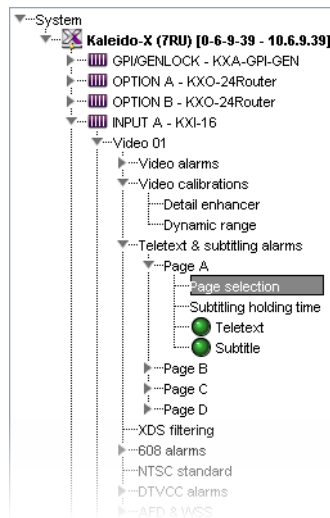 System
Kaleido-X (7RU) [0-6-9-39 - 10.6.9.39]
GPI/GENLOCK - KXA-GPI-GEN
OPTION A - KXO-24Router
OPTION B - KXO-24Router
INPUT A - KXI-16
Video 01
Video alarms
Video calibrations
Detail enhancer
Dynamic range
Teletext & subtitling alarms
Page A
Page selection
Subtitling holding time
Teletext
Subtitle
Page B
Page C
Page D
XDS filtering
608 alarms
NTSC standard
DTVCC alarms
AFD & WSS